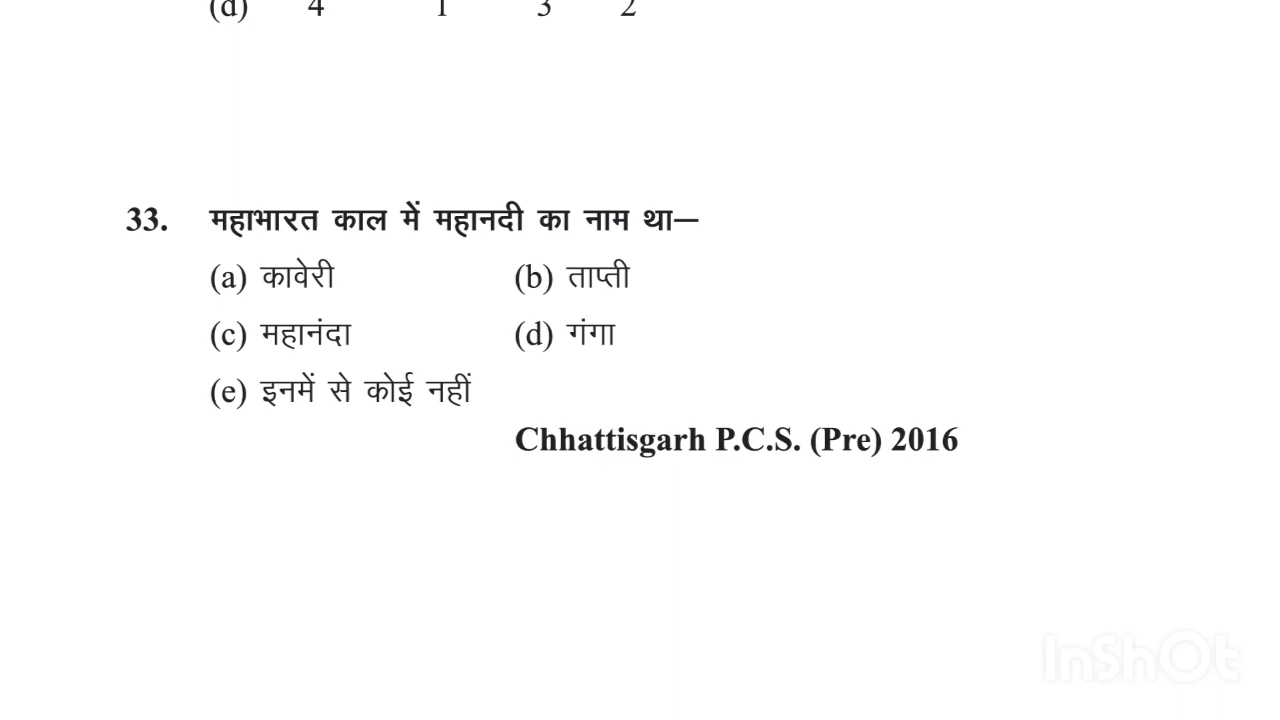 (d) 4 1 3 2
33. महाभारत काल में महानदी का नाम था—
(a) कावेरी (b) ताप्ती
(c) महानंदा (d) गंगा
(e) इनमें से कोई नहीं
Chhattisgarh P.C.S. (Pre) 2016
InShOt